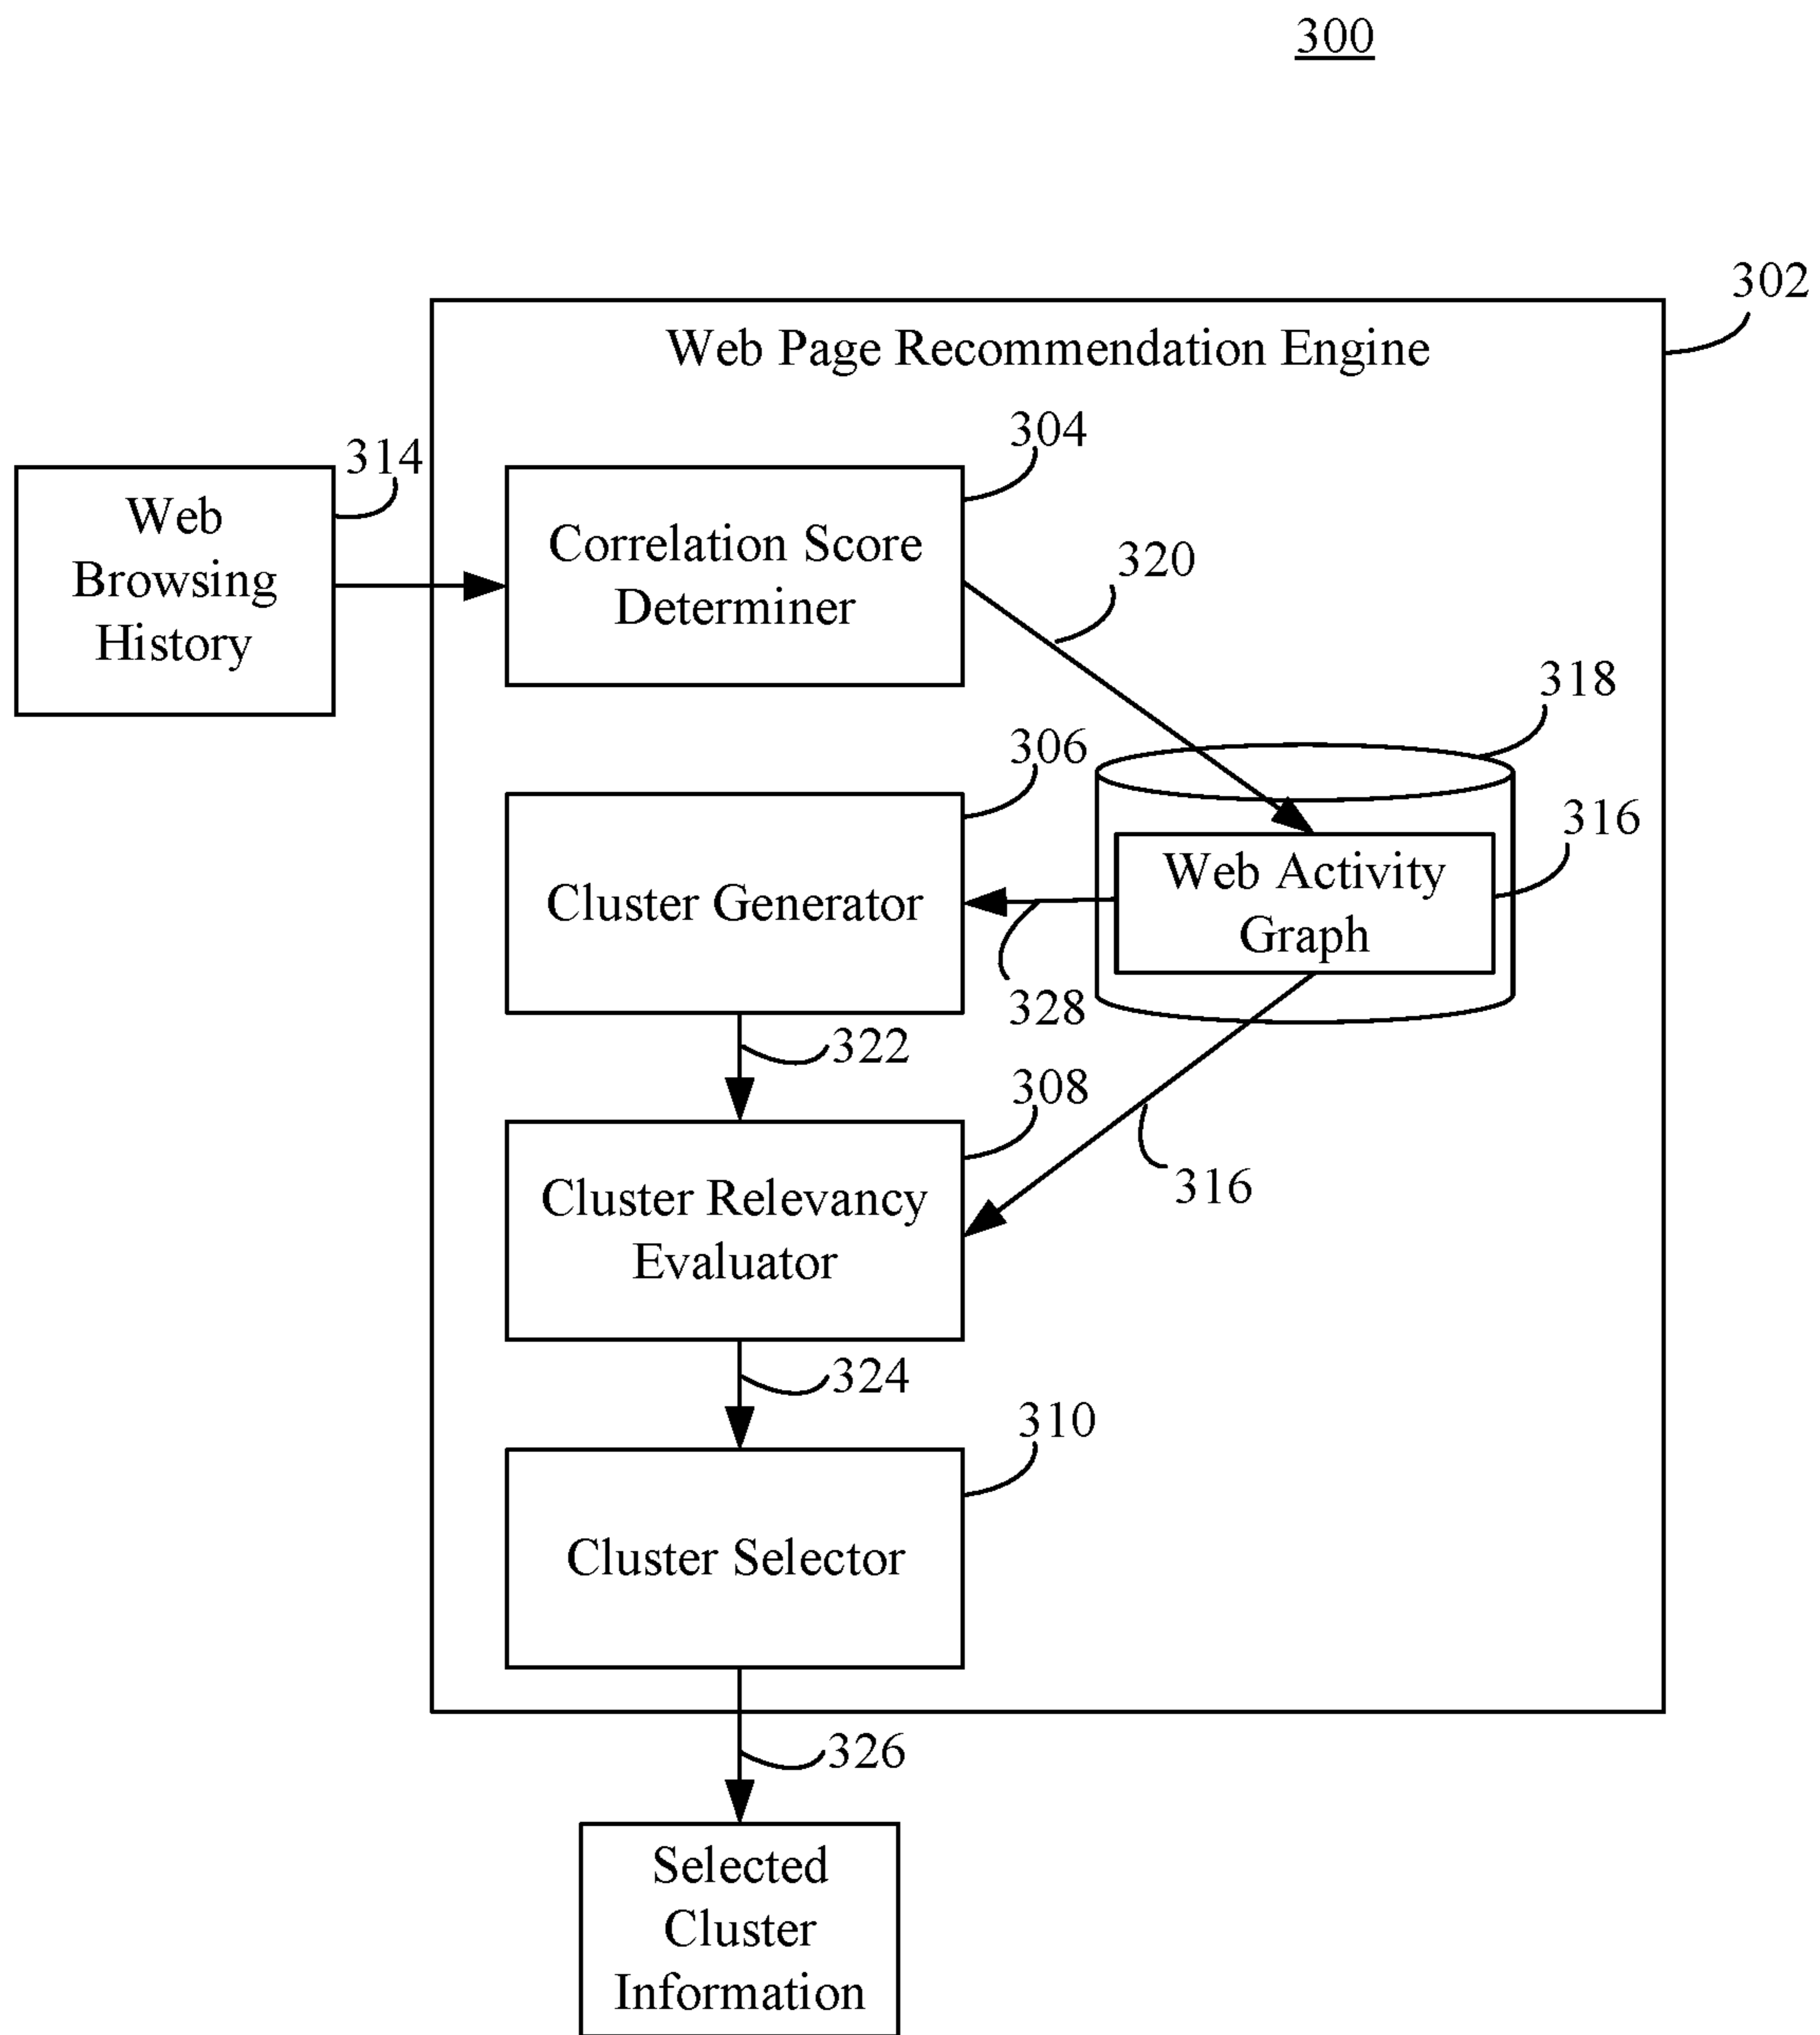 300
302
Web Page Recommendation Engine
304
314
Web
Browsing
History
Correlation Score
Determiner
320
318
306
316
Web Activity
Graph
Cluster Generator
328
322
308
316
Cluster Relevancy
Evaluator
324
310
Cluster Selector
326
Selected
Cluster
Information